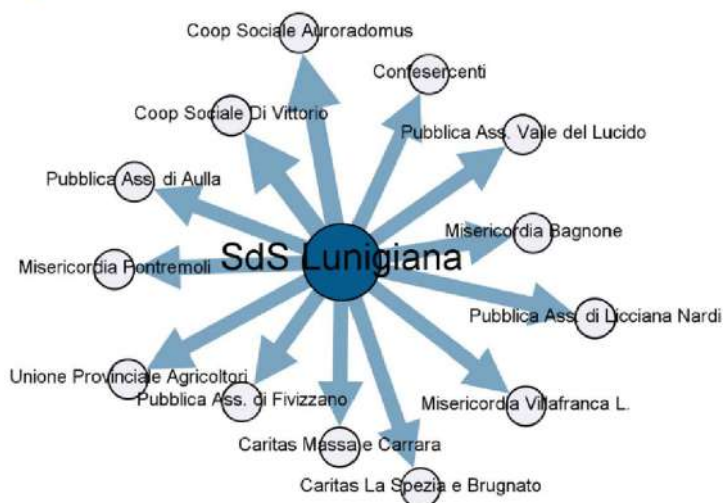 Coop Sociale Auroradomus
Confesercenti
Coop Sociale Di Vittorio
Pubblica Ass. Valle del Lucido
Pubblica Ass. di Aulla
Misericordia Bagnone
SdS Lunigiana
Misericordia Pontremoli
Pubblica Ass. di Licciana Nardi
Unione Provinciale Agricoltori
Pubblica Ass. di Fivizzano
Misericordia Villafranca L.
Caritas Massa e Carrara
Caritas La Spezia e Brugnato